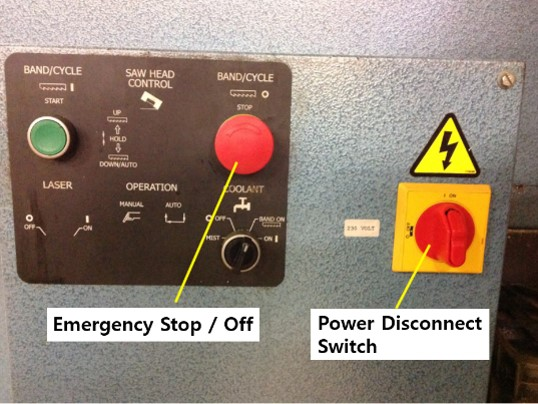 BAND/CYCLE
START
SAW HEAD
CONTROL
UP
HOLD
DOWN/AUTO
BAND/CYCLE
STOP
LASER
OFF
ON
OPERATION
MANUAL
AUTO
COOLANT
OFF
BAND ON
MIST
ON
I ON
VOLT
Emergency Stop / Off
Power Disconnect
Switch